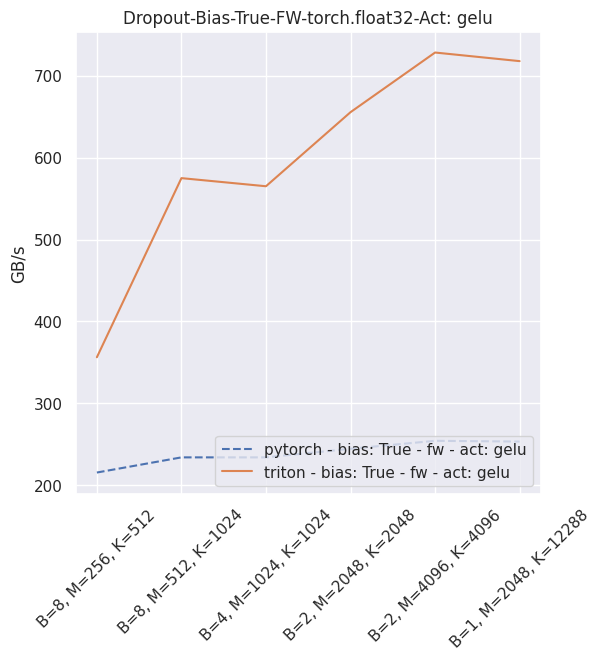 Dropout-Bias-True-FW-torch.float32-Act: gelu
GB/s
700
600
500
400
300
200
pytorch - bias: True - fw - act: gelu
triton - bias: True - fw - act: gelu
B=8, M=256, K=512
B=8, M=512, K=1024
B=4, M=1024, K=1024
B=2, M=2048, K=2048
B=2, M=4096, K=4096
B=1, M=2048, K=12288